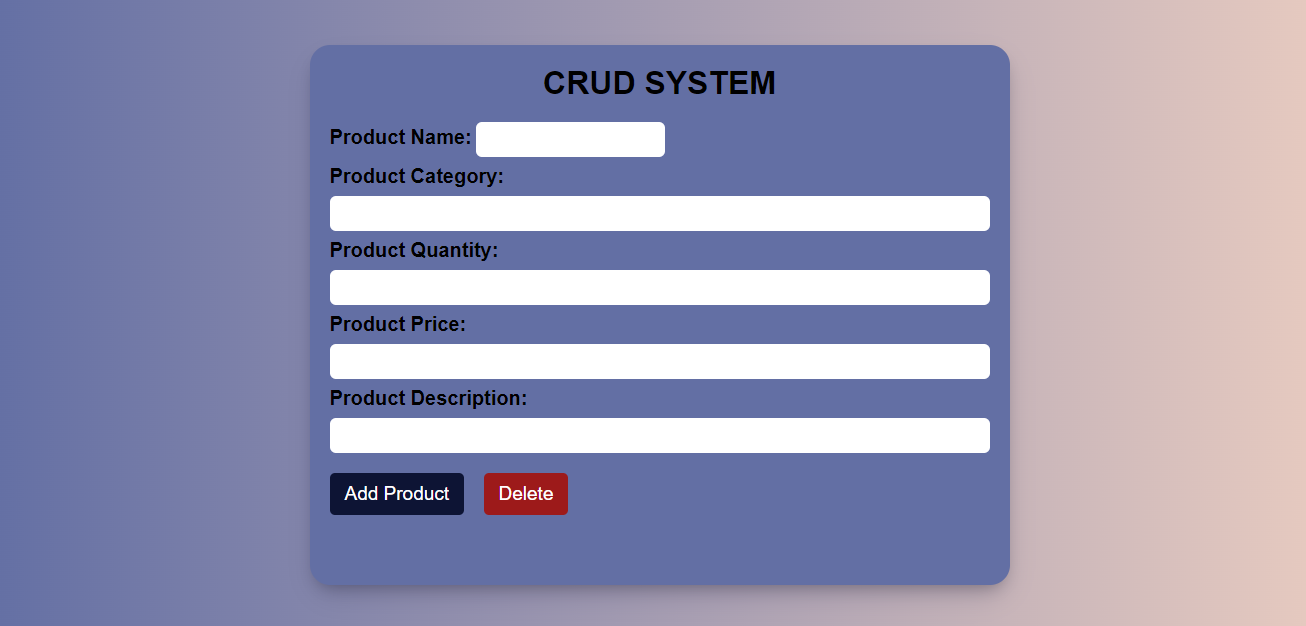 CRUD SYSTEM
Product Name:
Product Category:
Product Quantity:
Product Price:
Product Description:
Add Product Delete